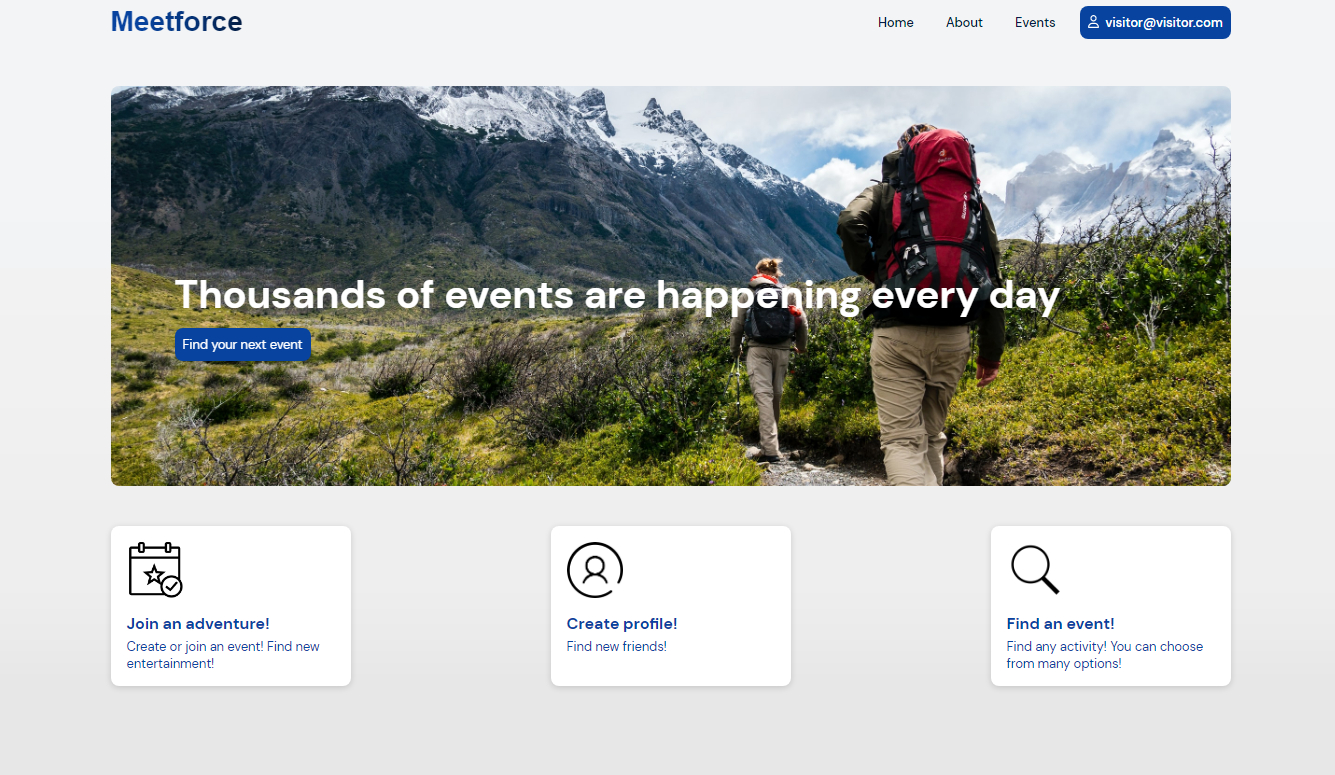 Meetforce
Home About Events visitor@visitor.com
Thousands of events are happening every day
Find your next event
Join an adventure!
Create or join an event! Find new
entertainment!
Create profile!
Find new friends!
Find an event!
Find any activity! You can choose
from many options!